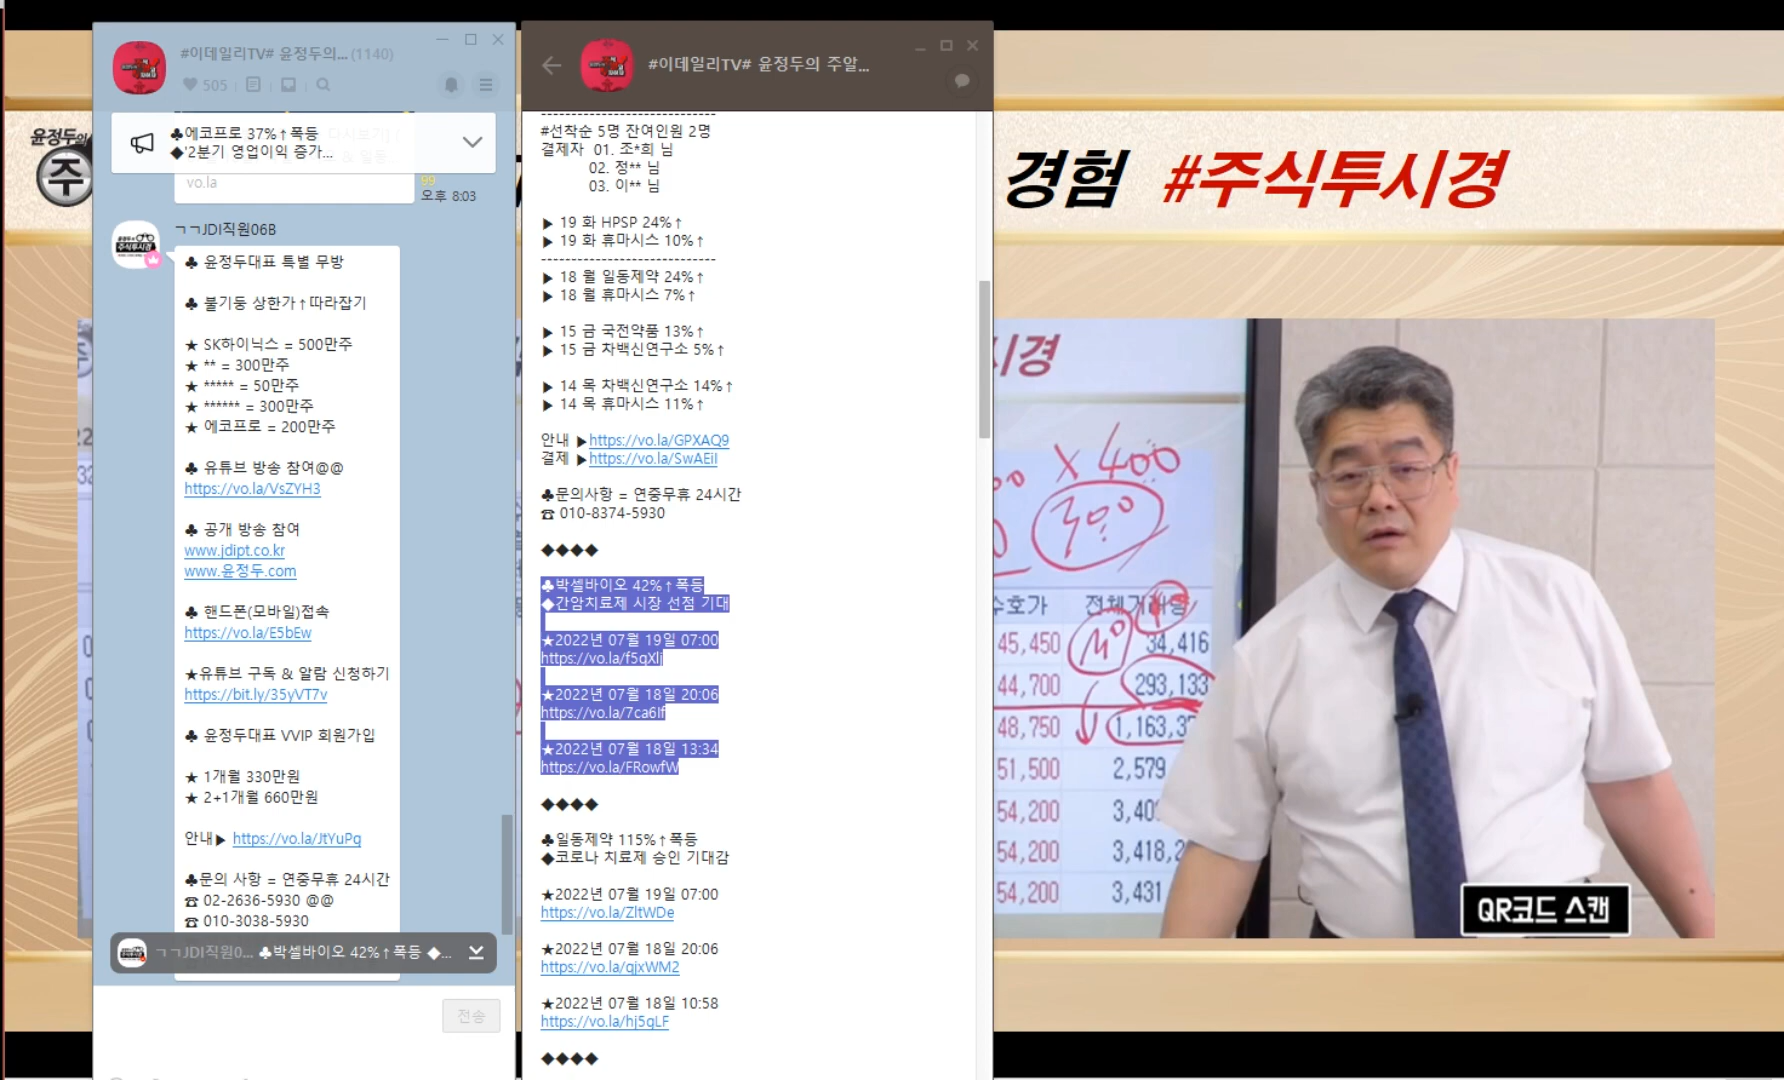 #이데일리TV# 윤정두의... (1140)
505
♣에코프로 37%↑폭등
◆'2분기 영업이익 증가...
vo.la
99
오후 8:03
ㄱㄱJDI직원06B
♣ 윤정두대표 특별 무방
♣ 불기둥 상한가↑따라잡기
★ SK하이닉스 = 500만주
★ ** = 300만주
★ ***** = 50만주
★ ****** = 300만주
★ 에코프로 = 200만주
♣ 유튜브 방송 참여@@
https://vo.la/VsZYH3
♣ 공개 방송 참여
www.jdipt.co.kr
www.윤정두.com
♣ 핸드폰(모바일)접속
https://vo.la/E5bEw
★유튜브 구독 & 알람 신청하기
https://bit.ly/35yVT7v
♣ 윤정두대표 VVIP 회원가입
★ 1개월 330만원
★ 2+1개월 660만원
안내▶ https://vo.la/JtYuPq
♣문의 사항 = 연중무휴 24시간
☎ 02-2636-5930 @@
☎ 010-3038-5930
ㄱㄱJDI직원0... ♣박셀바이오 42%↑폭등 ◆...
전송
#이데일리TV# 윤정두의 주알...
#선착순 5명 잔여인원 2명
결제자 01. 조*희 님
02. 정** 님
03. 이** 님
▶ 19 화 HPSP 24%↑
▶ 19 화 휴마시스 10%↑
----------------------------
▶ 18 월 일동제약 24%↑
▶ 18 월 휴마시스 7%↑
▶ 15 금 국전약품 13%↑
▶ 15 금 차백신연구소 5%↑
▶ 14 목 차백신연구소 14%↑
▶ 14 목 휴마시스 11%↑
안내 ▶https://vo.la/GPXAQ9
결제 ▶https://vo.la/SwAEiI
♣문의사항 = 연중무휴 24시간
☎ 010-8374-5930
◆◆◆◆
♣박셀바이오 42%↑폭등
◆간암치료제 시장 선점 기대
★2022년 07월 19일 07:00
https://vo.la/f5qXlj
★2022년 07월 18일 20:06
https://vo.la/7ca6lf
★2022년 07월 18일 13:34
https://vo.la/FRowfW
◆◆◆◆
♣일동제약 115%↑폭등
◆코로나 치료제 승인 기대감
★2022년 07월 19일 07:00
https://vo.la/ZltWDe
★2022년 07월 18일 20:06
https://vo.la/qjxWM2
★2022년 07월 18일 10:58
https://vo.la/hj5qLF
◆◆◆◆
윤정두의
주
경험 #주식투시경
시경
X 400
300
수호가 전체거래량
45,450 34,416
44,700 293,133
48,750 1,163,3
51,500 2,579
54,200 3,40
54,200 3,418,2
54,200 3,431
QR코드 스캔